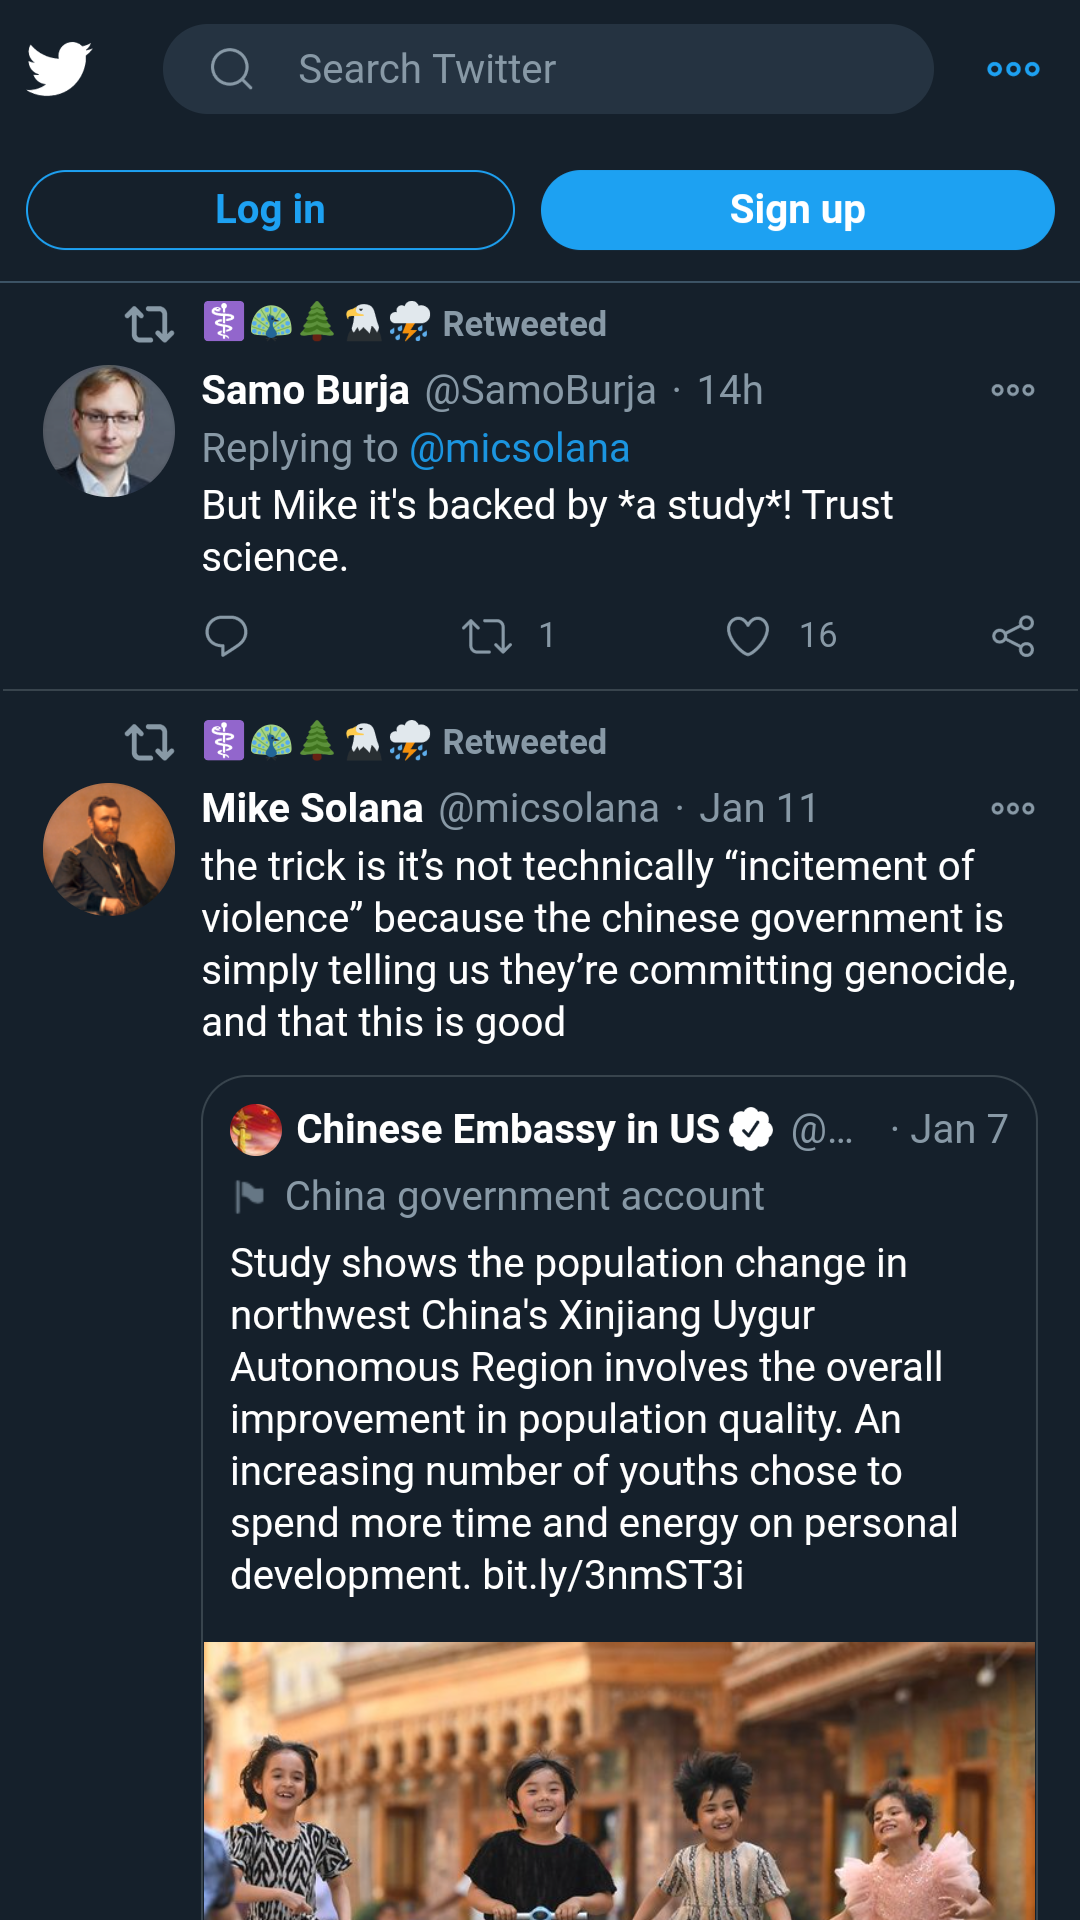 Search Twitter
Log in
Sign up
Retweeted
Samo Burja @SamoBurja · 14h
Replying to @micsolana
But Mike it's backed by *a study*! Trust
science.
1
16
Retweeted
Mike Solana @micsolana · Jan 11
the trick is it’s not technically “incitement of
violence” because the chinese government is
simply telling us they’re committing genocide,
and that this is good
Chinese Embassy in US @... · Jan 7
China government account
Study shows the population change in
northwest China's Xinjiang Uygur
Autonomous Region involves the overall
improvement in population quality. An
increasing number of youths chose to
spend more time and energy on personal
development. bit.ly/3nmST3i